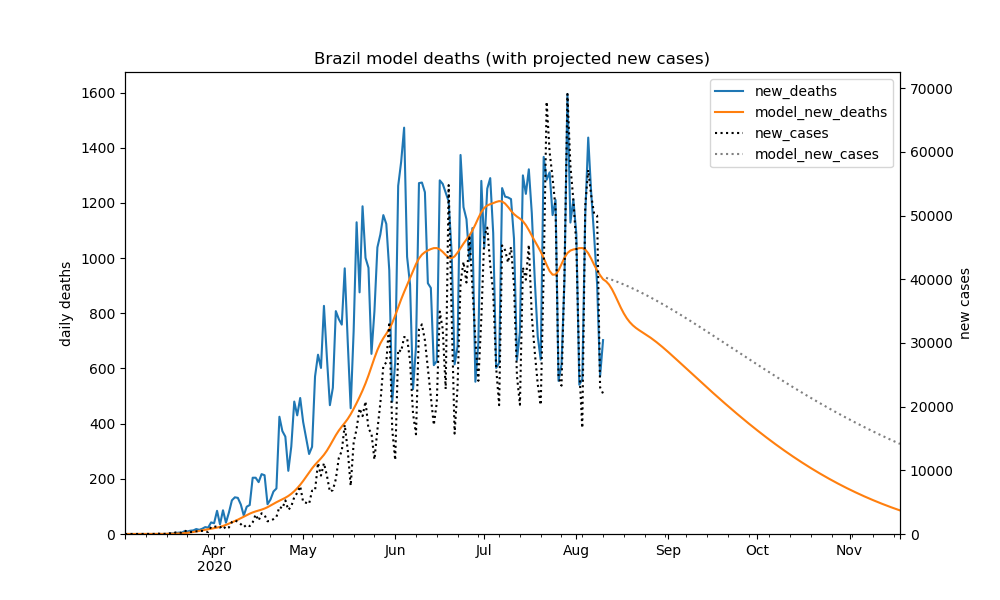 Brazil model deaths (with projected new cases)
new_deaths
model_new_deaths
new_cases
model_new_cases
daily deaths
1600
1400
1200
1000
800
600
400
200
0
new cases
70000
60000
50000
40000
30000
20000
10000
0
Apr May Jun Jul Aug Sep Oct Nov
2020